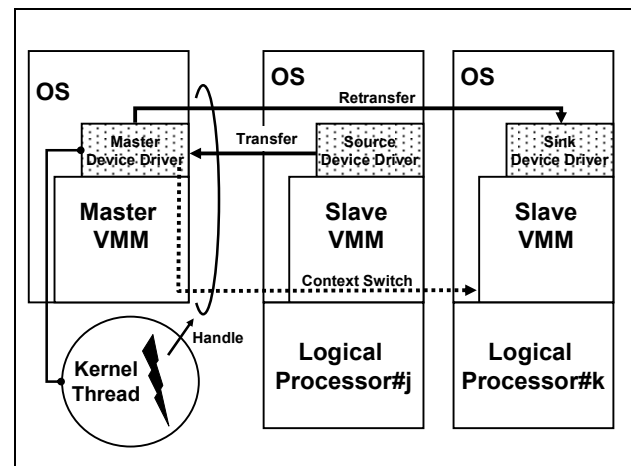 OS
OS
OS
Retransfer
Master
Device Driver
Transfer
Source
Device Driver
Sink
Device Driver
Master
VMM
Slave
VMM
Slave
VMM
Context Switch
Handle
Kernel
Thread
Logical
Processor#j
Logical
Processor#k